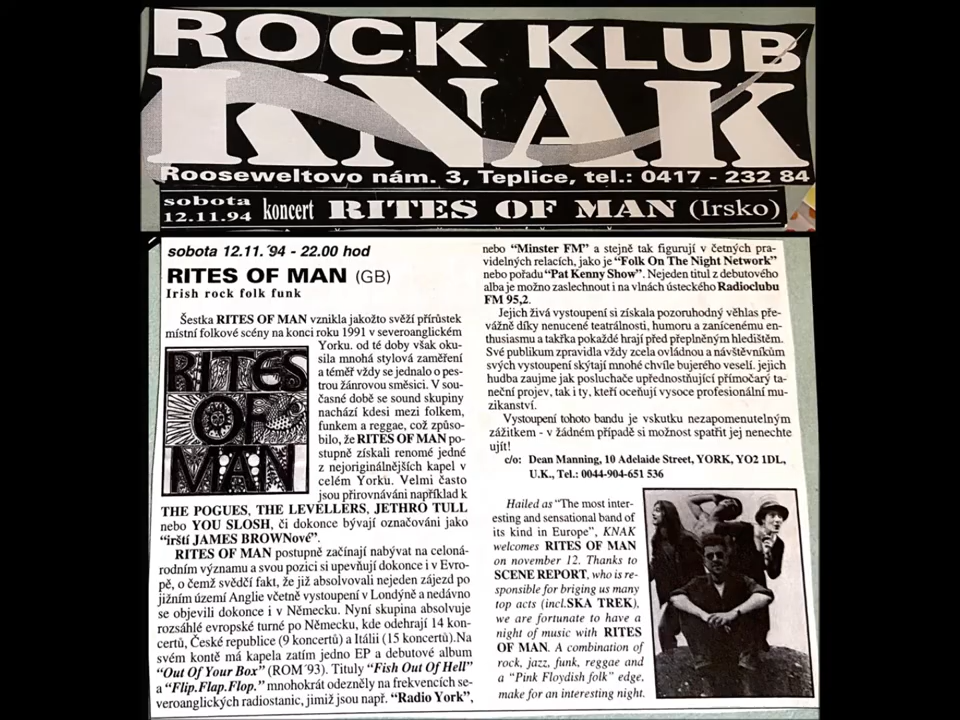 ROCK KLUB
KNAK
Rooseweltovo nám. 3, Teplice, tel.: 0417 - 232 84
sobota
12.11.94 koncert RITES OF MAN (Irsko)
sobota 12.11. ´94 - 22.00 hod
RITES OF MAN (GB)
Irish rock folk funk
Šestka RITES OF MAN vznikla jakožto svěží přírůstek
místní folkové scény na konci roku 1991 v severoanglickém
Yorku. od té doby však oku-
sila mnohá stylová zaměření
a téměř vždy se jednalo o pes-
trou žánrovou směsici. V sou-
časné době se sound skupiny
nachází kdesi mezi folkem,
funkem a reggae, což způso-
bilo, že RITES OF MAN po-
stupně získali renomé jedné
z nejoriginálnějších kapel v
celém Yorku. Velmi často
jsou přirovnáváni například k
THE POGUES, THE LEVELLERS, JETHRO TULL
nebo YOU SLOSH, či dokonce bývají označováni jako
“irští JAMES BROWNové”.
RITES OF MAN postupně začínají nabývat na celoná-
rodním významu a svou pozici si upevňují dokonce i v Evro-
pě, o čemž svědčí fakt, že již absolvovali nejeden zájezd po
jižním území Anglie včetně vystoupení v Londýně a nedávno
se objevili dokonce i v Německu. Nyní skupina absolvuje
rozsáhlé evropské turné po Německu, kde odehrají 14 kon-
certů, České republice (9 koncertů) a Itálii (15 koncertů).Na
svém kontě má kapela zatím jedno EP a debutové album
“Out Of Your Box” (ROM´93). Tituly “Fish Out Of Hell”
a “Flip.Flap.Flop.” mnohokrát odezněly na frekvencích se-
veroanglických radiostanic, jimiž jsou např. “Radio York”,
nebo “Minster FM” a stejně tak figurují v četných pra-
videlných relacích, jako je “Folk On The Night Network”
nebo pořadu “Pat Kenny Show”. Nejeden titul z debutového
alba je možno zaslechnout i na vlnách ústeckého Radioclubu
FM 95,2.
Jejich živá vystoupení si získala pozoruhodný věhlas pře-
vážně díky nenucené teatrálnosti, humoru a zanícenému en-
thusiasmu a takřka pokaždé hrají před přeplněným hledištěm.
Své publikum zpravidla vždy zcela ovládnou a návštěvníkům
svých vystoupení skýtají mnohé chvíle bujerého veselí. jejich
hudba zaujme jak posluchače upřednostňující přímočarý ta-
neční projev, tak i ty, kteří oceňují vysoce profesionální mu-
zikanství.
Vystoupení tohoto bandu je vskutku nezapomenutelným
zážitkem - v žádném případě si možnost spatřit jej nenechte
ujít!
c/o: Dean Manning, 10 Adelaide Street, YORK, YO2 1DL,
U.K., Tel.: 0044-904-651 536
RITES
OF
MAN
Hailed as “The most inter-
esting and sensational band of
its kind in Europe”, KNAK
welcomes RITES OF MAN
on november 12. Thanks to
SCENE REPORT, who is re-
sponsible for briging us many
top acts (incl.SKA TREK),
we are fortunate to have a
night of music with RITES
OF MAN. A combination of
rock, jazz, funk, reggae and
a “Pink Floydish folk” edge,
make for an interesting night.